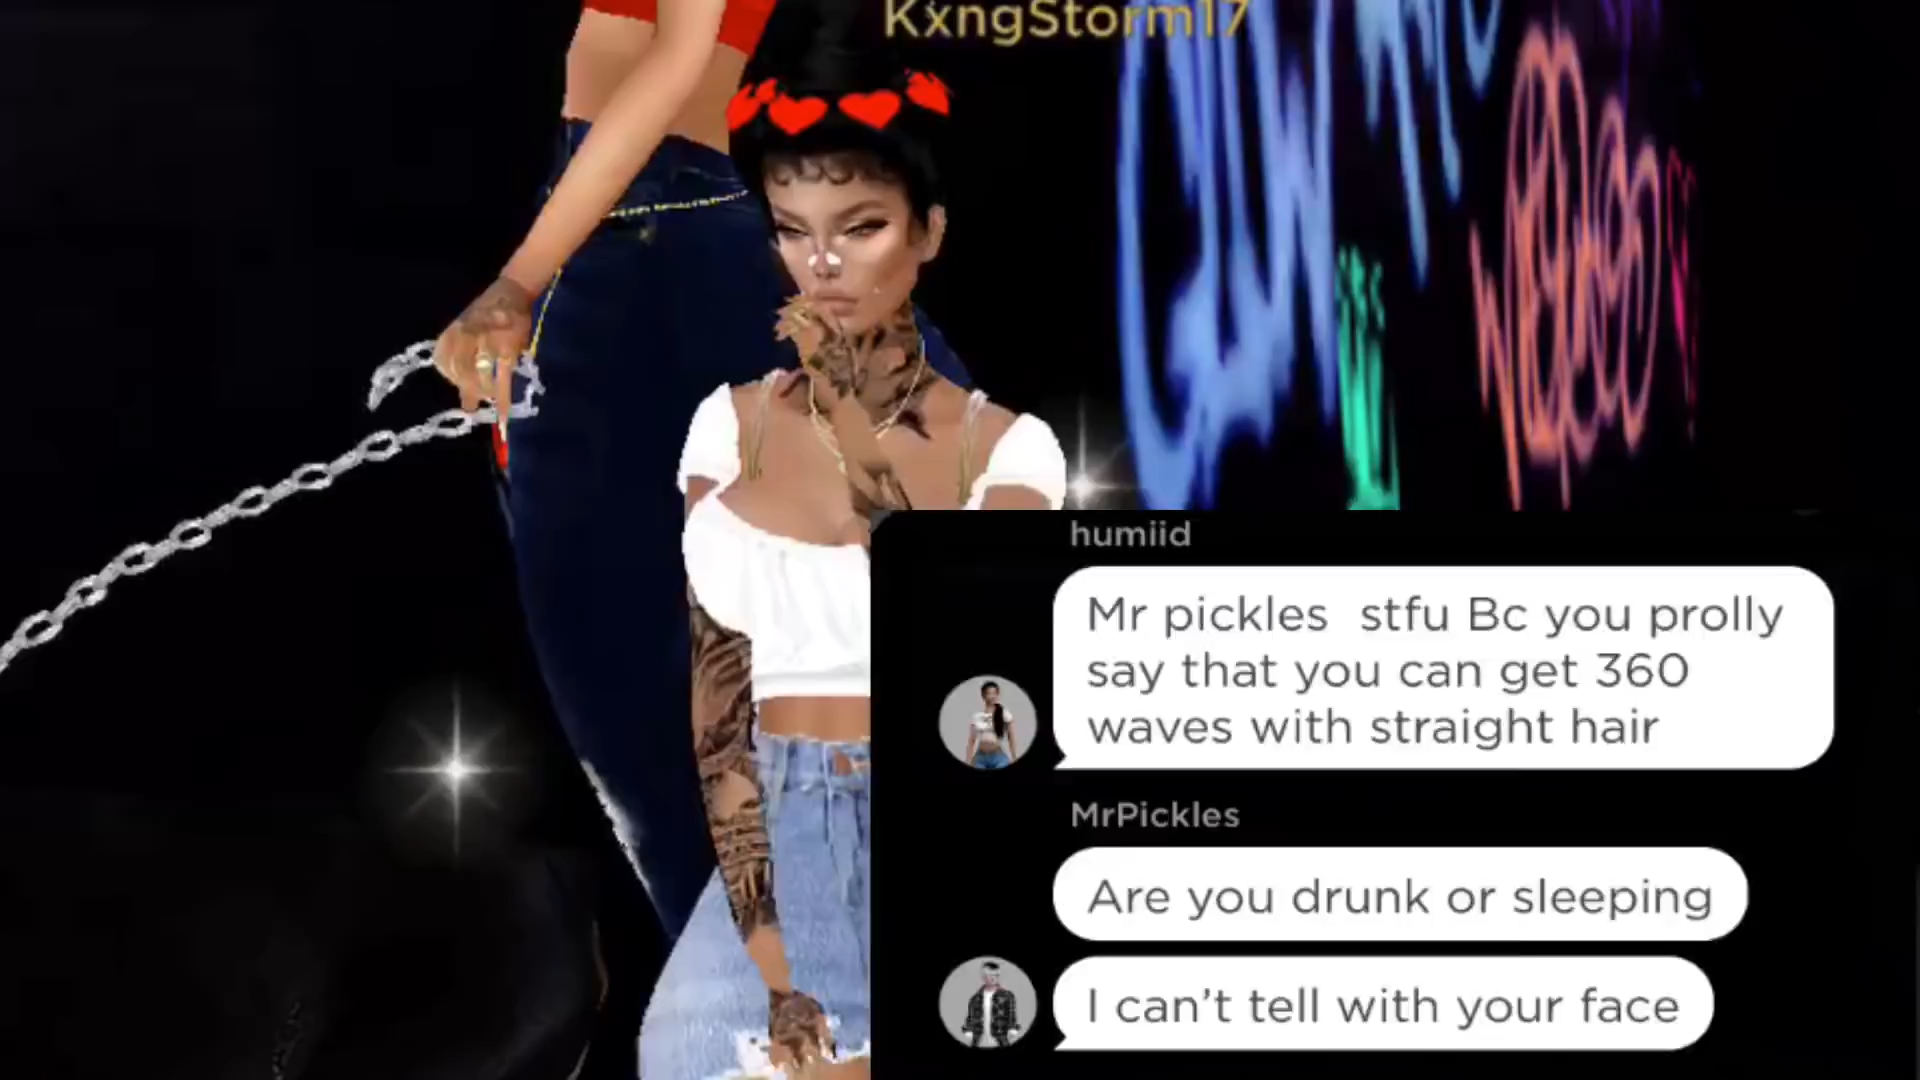 KxngStorm17
humiid
Mr pickles  stfu Bc you prolly
say that you can get 360
waves with straight hair
MrPickles
Are you drunk or sleeping
I can't tell with your face